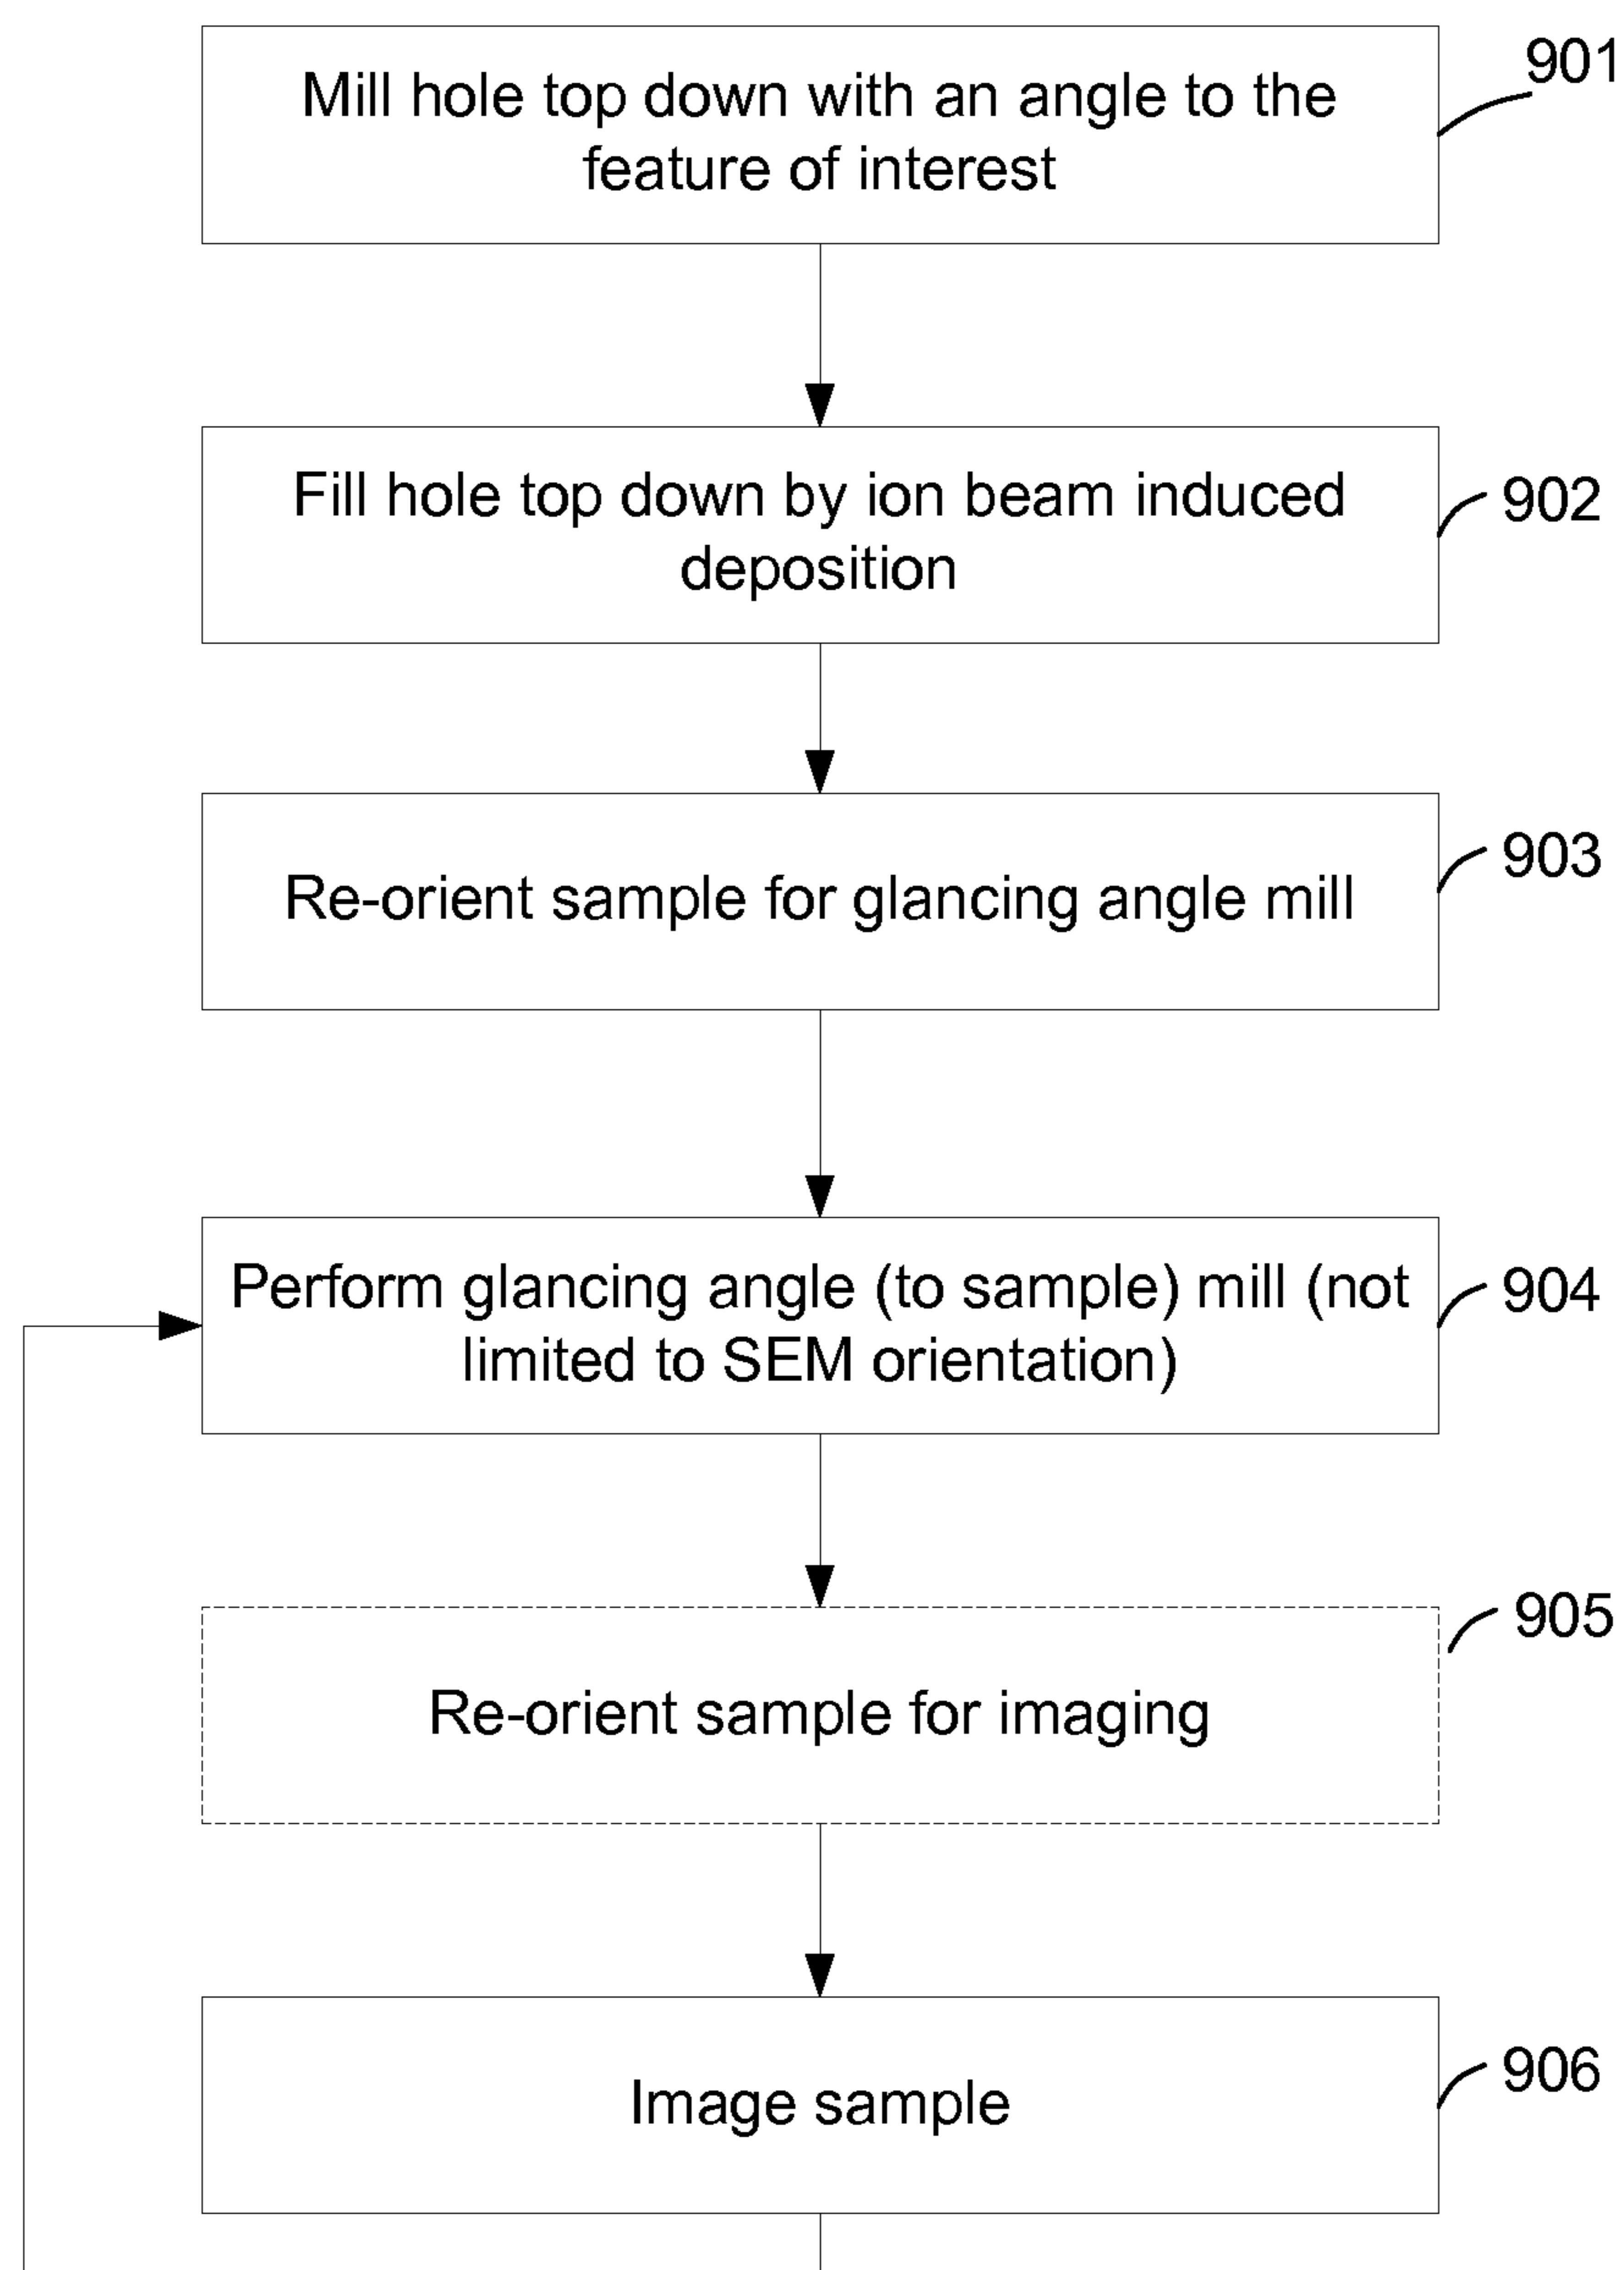 Mill hole top down with an angle to the
feature of interest
901
Fill hole top down by ion beam induced
deposition
902
Re-orient sample for glancing angle mill
903
Perform glancing angle (to sample) mill (not
limited to SEM orientation)
904
Re-orient sample for imaging
905
Image sample
906